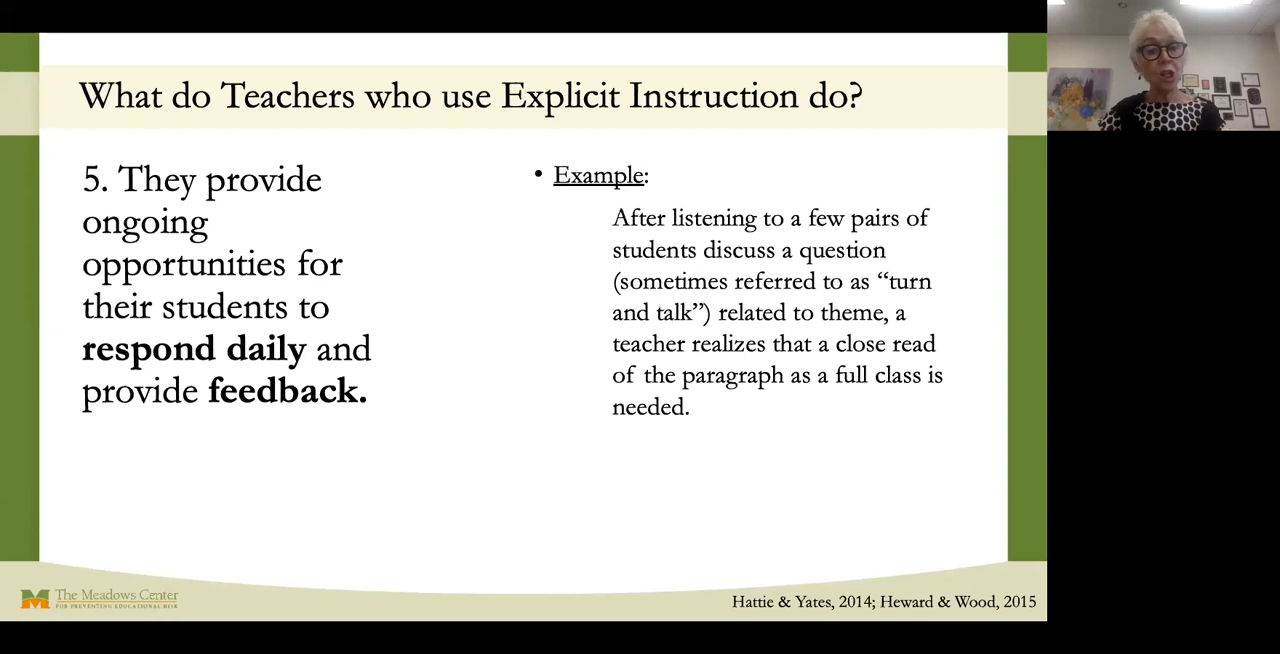 What do Teachers who use Explicit Instruction do?
5. They provide
ongoing
opportunities for
their students to
respond daily and
provide feedback.
• Example:
After listening to a few pairs of
students discuss a question
(sometimes referred to as “turn
and talk”) related to theme, a
teacher realizes that a close read
of the paragraph as a full class is
needed.
The Meadows Center
FOR PREVENTING EDUCATIONAL RISK
Hattie & Yates, 2014; Heward & Wood, 2015